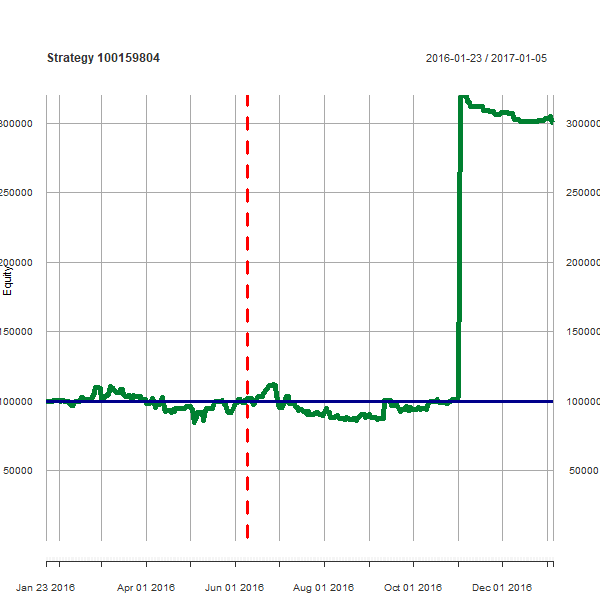 Strategy 100159804 2016-01-23 / 2017-01-05
300000 300000
250000 250000
200000 200000
Equity
150000 150000
100000 100000
50000 50000
Jan 23 2016 Apr 01 2016 Jun 01 2016 Aug 01 2016 Oct 01 2016 Dec 01 2016